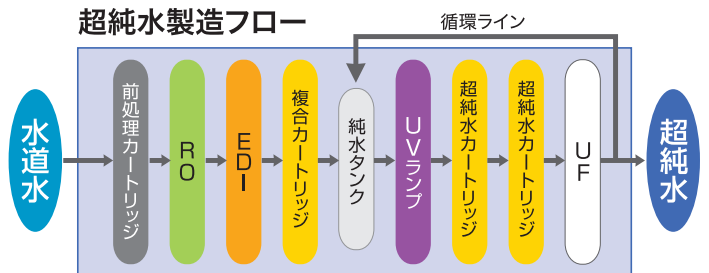 超純水製造フロー
循環ライン
水道水
前処理カートリッジ
RO
EDI
複合カートリッジ
純水タンク
UVランプ
超純水カートリッジ
超純水カートリッジ
UF
超純水